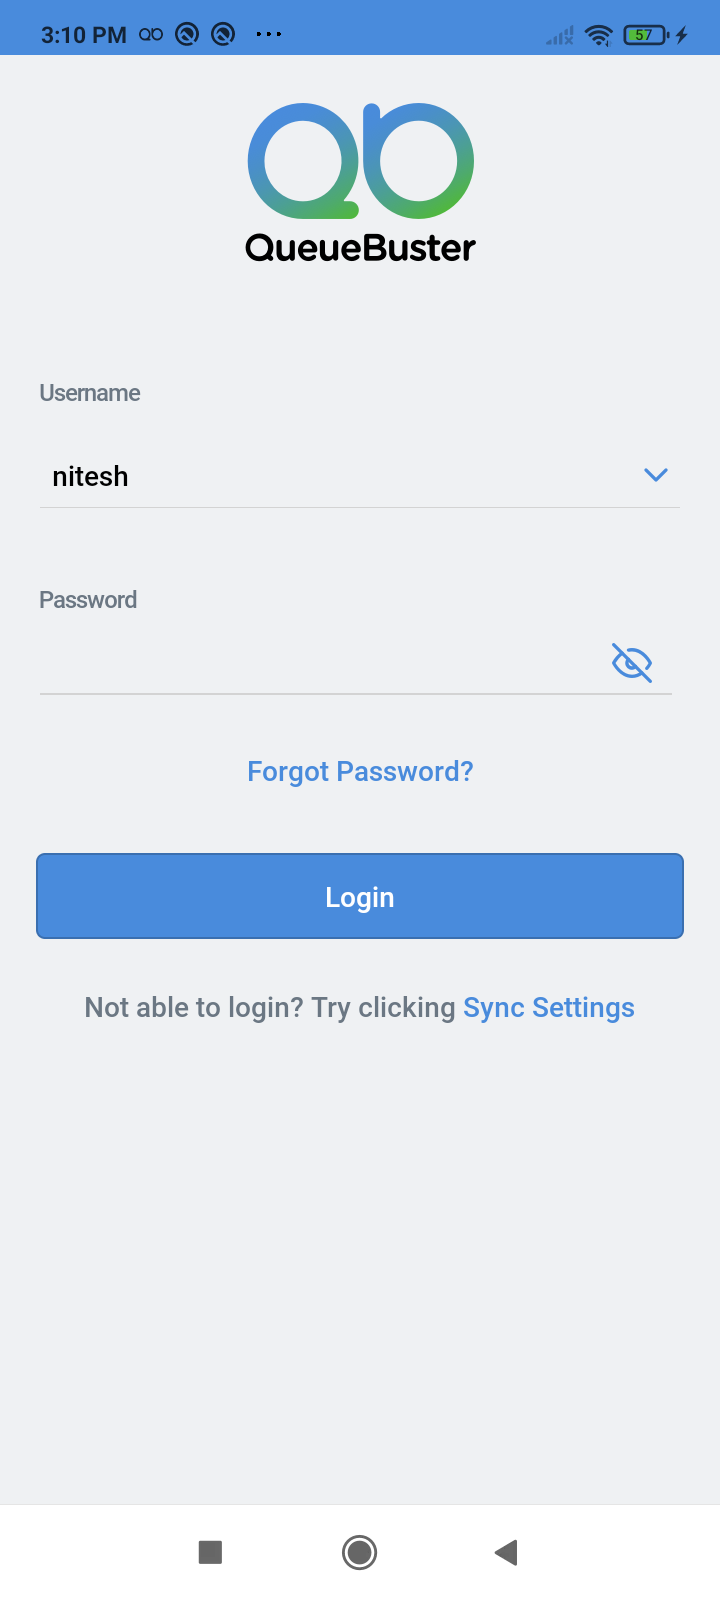 3:10 PM
57
QueueBuster
Username
nitesh
Password
Forgot Password?
Login
Not able to login? Try clicking Sync Settings